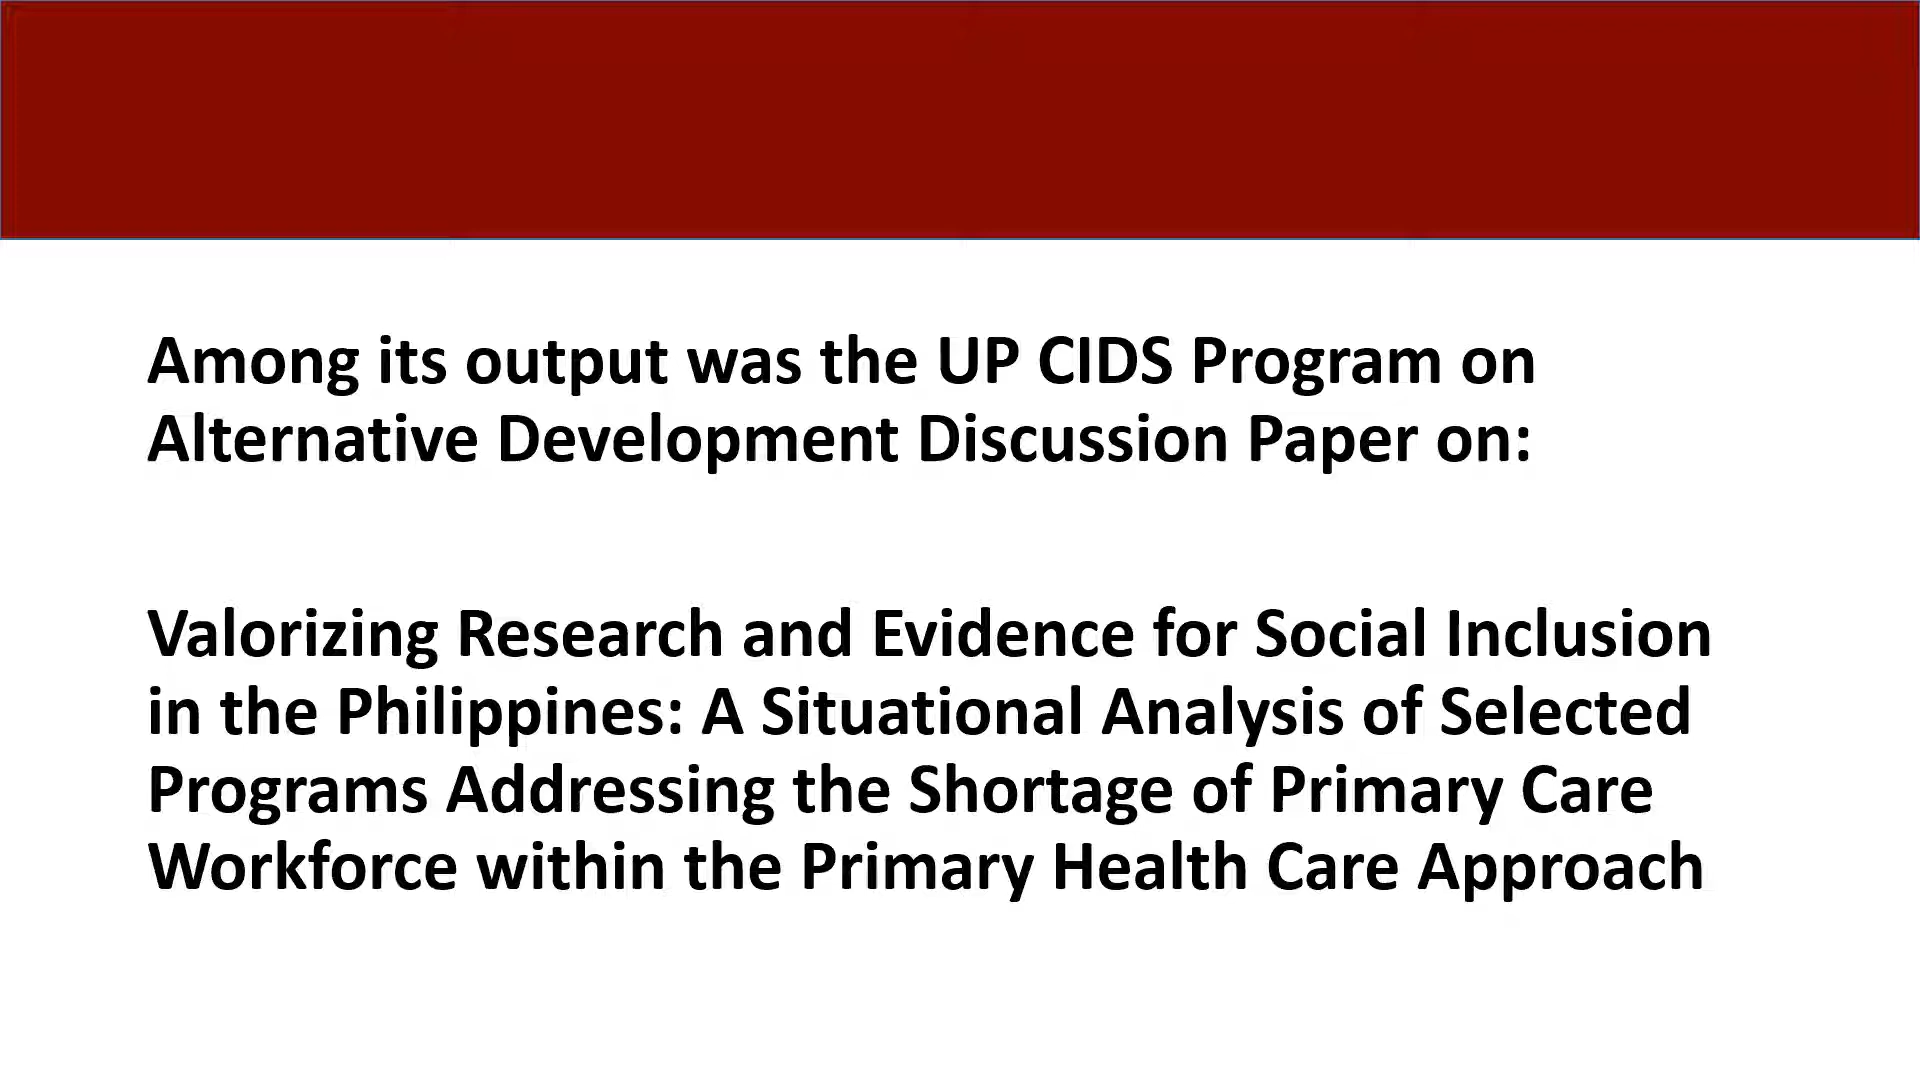 Among its output was the UP CIDS Program on
Alternative Development Discussion Paper on:
Valorizing Research and Evidence for Social Inclusion
in the Philippines: A Situational Analysis of Selected
Programs Addressing the Shortage of Primary Care
Workforce within the Primary Health Care Approach